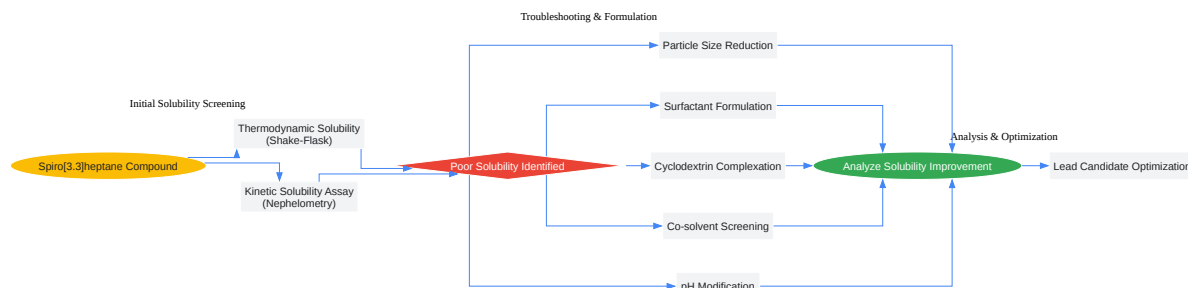 Troubleshooting & Formulation
Particle Size Reduction
Initial Solubility Screening
Surfactant Formulation
Thermodynamic Solubility
(Shake-Flask)
Analysis & Optimization
Spiro[3.3]heptane Compound
Poor Solubility Identified
Cyclodextrin Complexation
Analyze Solubility Improvement
Lead Candidate Optimization
Kinetic Solubility Assay
(Nephelometry)
Co-solvent Screening
pH Modification